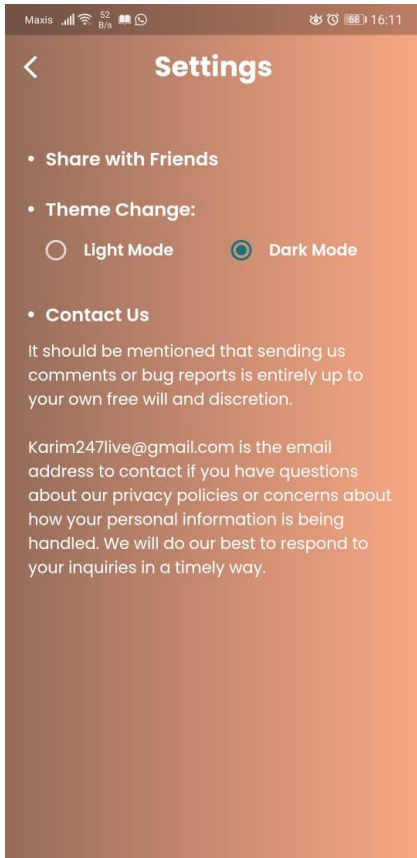 Maxis 52 B/s 68 16:11
Settings
• Share with Friends
• Theme Change:
Light Mode Dark Mode
• Contact Us
It should be mentioned that sending us
comments or bug reports is entirely up to
your own free will and discretion.
Karim247live@gmail.com is the email
address to contact if you have questions
about our privacy policies or concerns about
how your personal information is being
handled. We will do our best to respond to
your inquiries in a timely way.